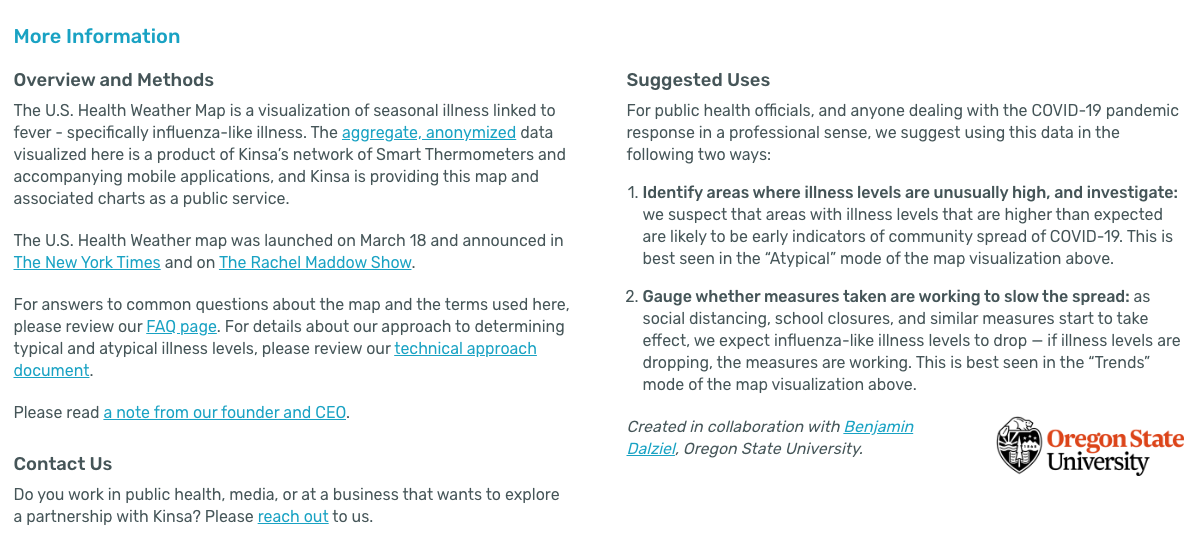 More Information
Overview and Methods
The U.S. Health Weather Map is a visualization of seasonal illness linked to
fever - specifically influenza-like illness. The aggregate, anonymized data
visualized here is a product of Kinsa's network of Smart Thermometers and
accompanying mobile applications, and Kinsa is providing this map and
associated charts as a public service.
The U.S. Health Weather map was launched on March 18 and announced in
The New York Times and on The Rachel Maddow Show.
For answers to common questions about the map and the terms used here,
please review our FAQ page. For details about our approach to determining
typical and atypical illness levels, please review our technical approach
document.
Please read a note from our founder and CEO.
Contact Us
Do you work in public health, media, or at a business that wants to explore
a partnership with Kinsa? Please reach out to us.
Suggested Uses
For public health officials, and anyone dealing with the COVID-19 pandemic
response in a professional sense, we suggest using this data in the
following two ways:
1. Identify areas where illness levels are unusually high, and investigate:
we suspect that areas with illness levels that are higher than expected
are likely to be early indicators of community spread of COVID-19. This is
best seen in the “Atypical” mode of the map visualization above.
2. Gauge whether measures taken are working to slow the spread: as
social distancing, school closures, and similar measures start to take
effect, we expect influenza-like illness levels to drop — if illness levels are
dropping, the measures are working. This is best seen in the “Trends”
mode of the map visualization above.
Created in collaboration with Benjamin
Dalziel, Oregon State University.
Oregon State
University